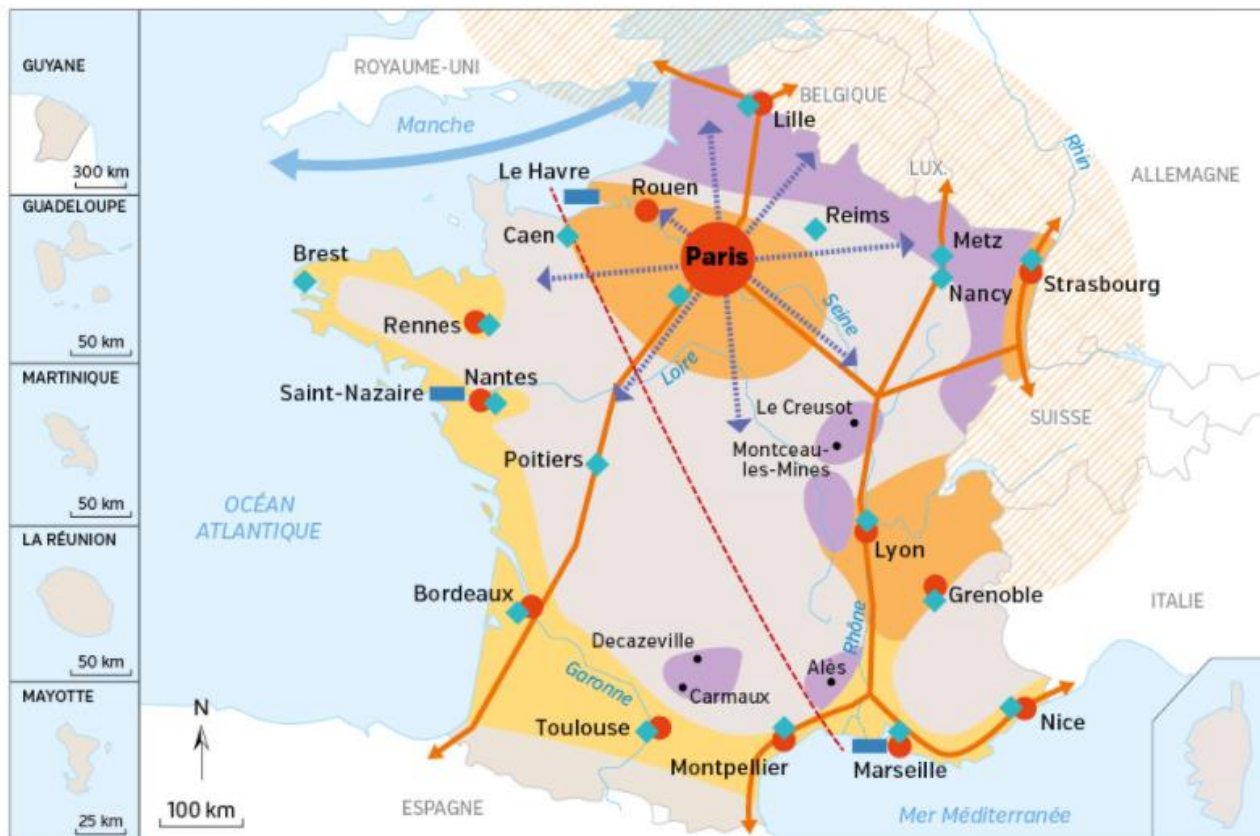 GUYANE
300 km
GUADELOUPE
50 km
MARTINIQUE
50 km
LA RÉUNION
50 km
MAYOTTE
25 km
ROYAUME-UNI
Manche
BELGIQUE
Lille
LUX.
Rhin
ALLEMAGNE
Le Havre
Rouen
Caen
Paris
Reims
Metz
Nancy
Strasbourg
Brest
Rennes
Seine
Loire
Saint-Nazaire
Nantes
Le Creusot
Montceau-
les-Mines
SUISSE
Poitiers
OCÉAN
ATLANTIQUE
Lyon
Grenoble
ITALIE
Bordeaux
Rhône
Decazeville
Carmaux
Alès
Garonne
Toulouse
Montpellier
Marseille
Nice
N
100 km
ESPAGNE
Mer Méditerranée